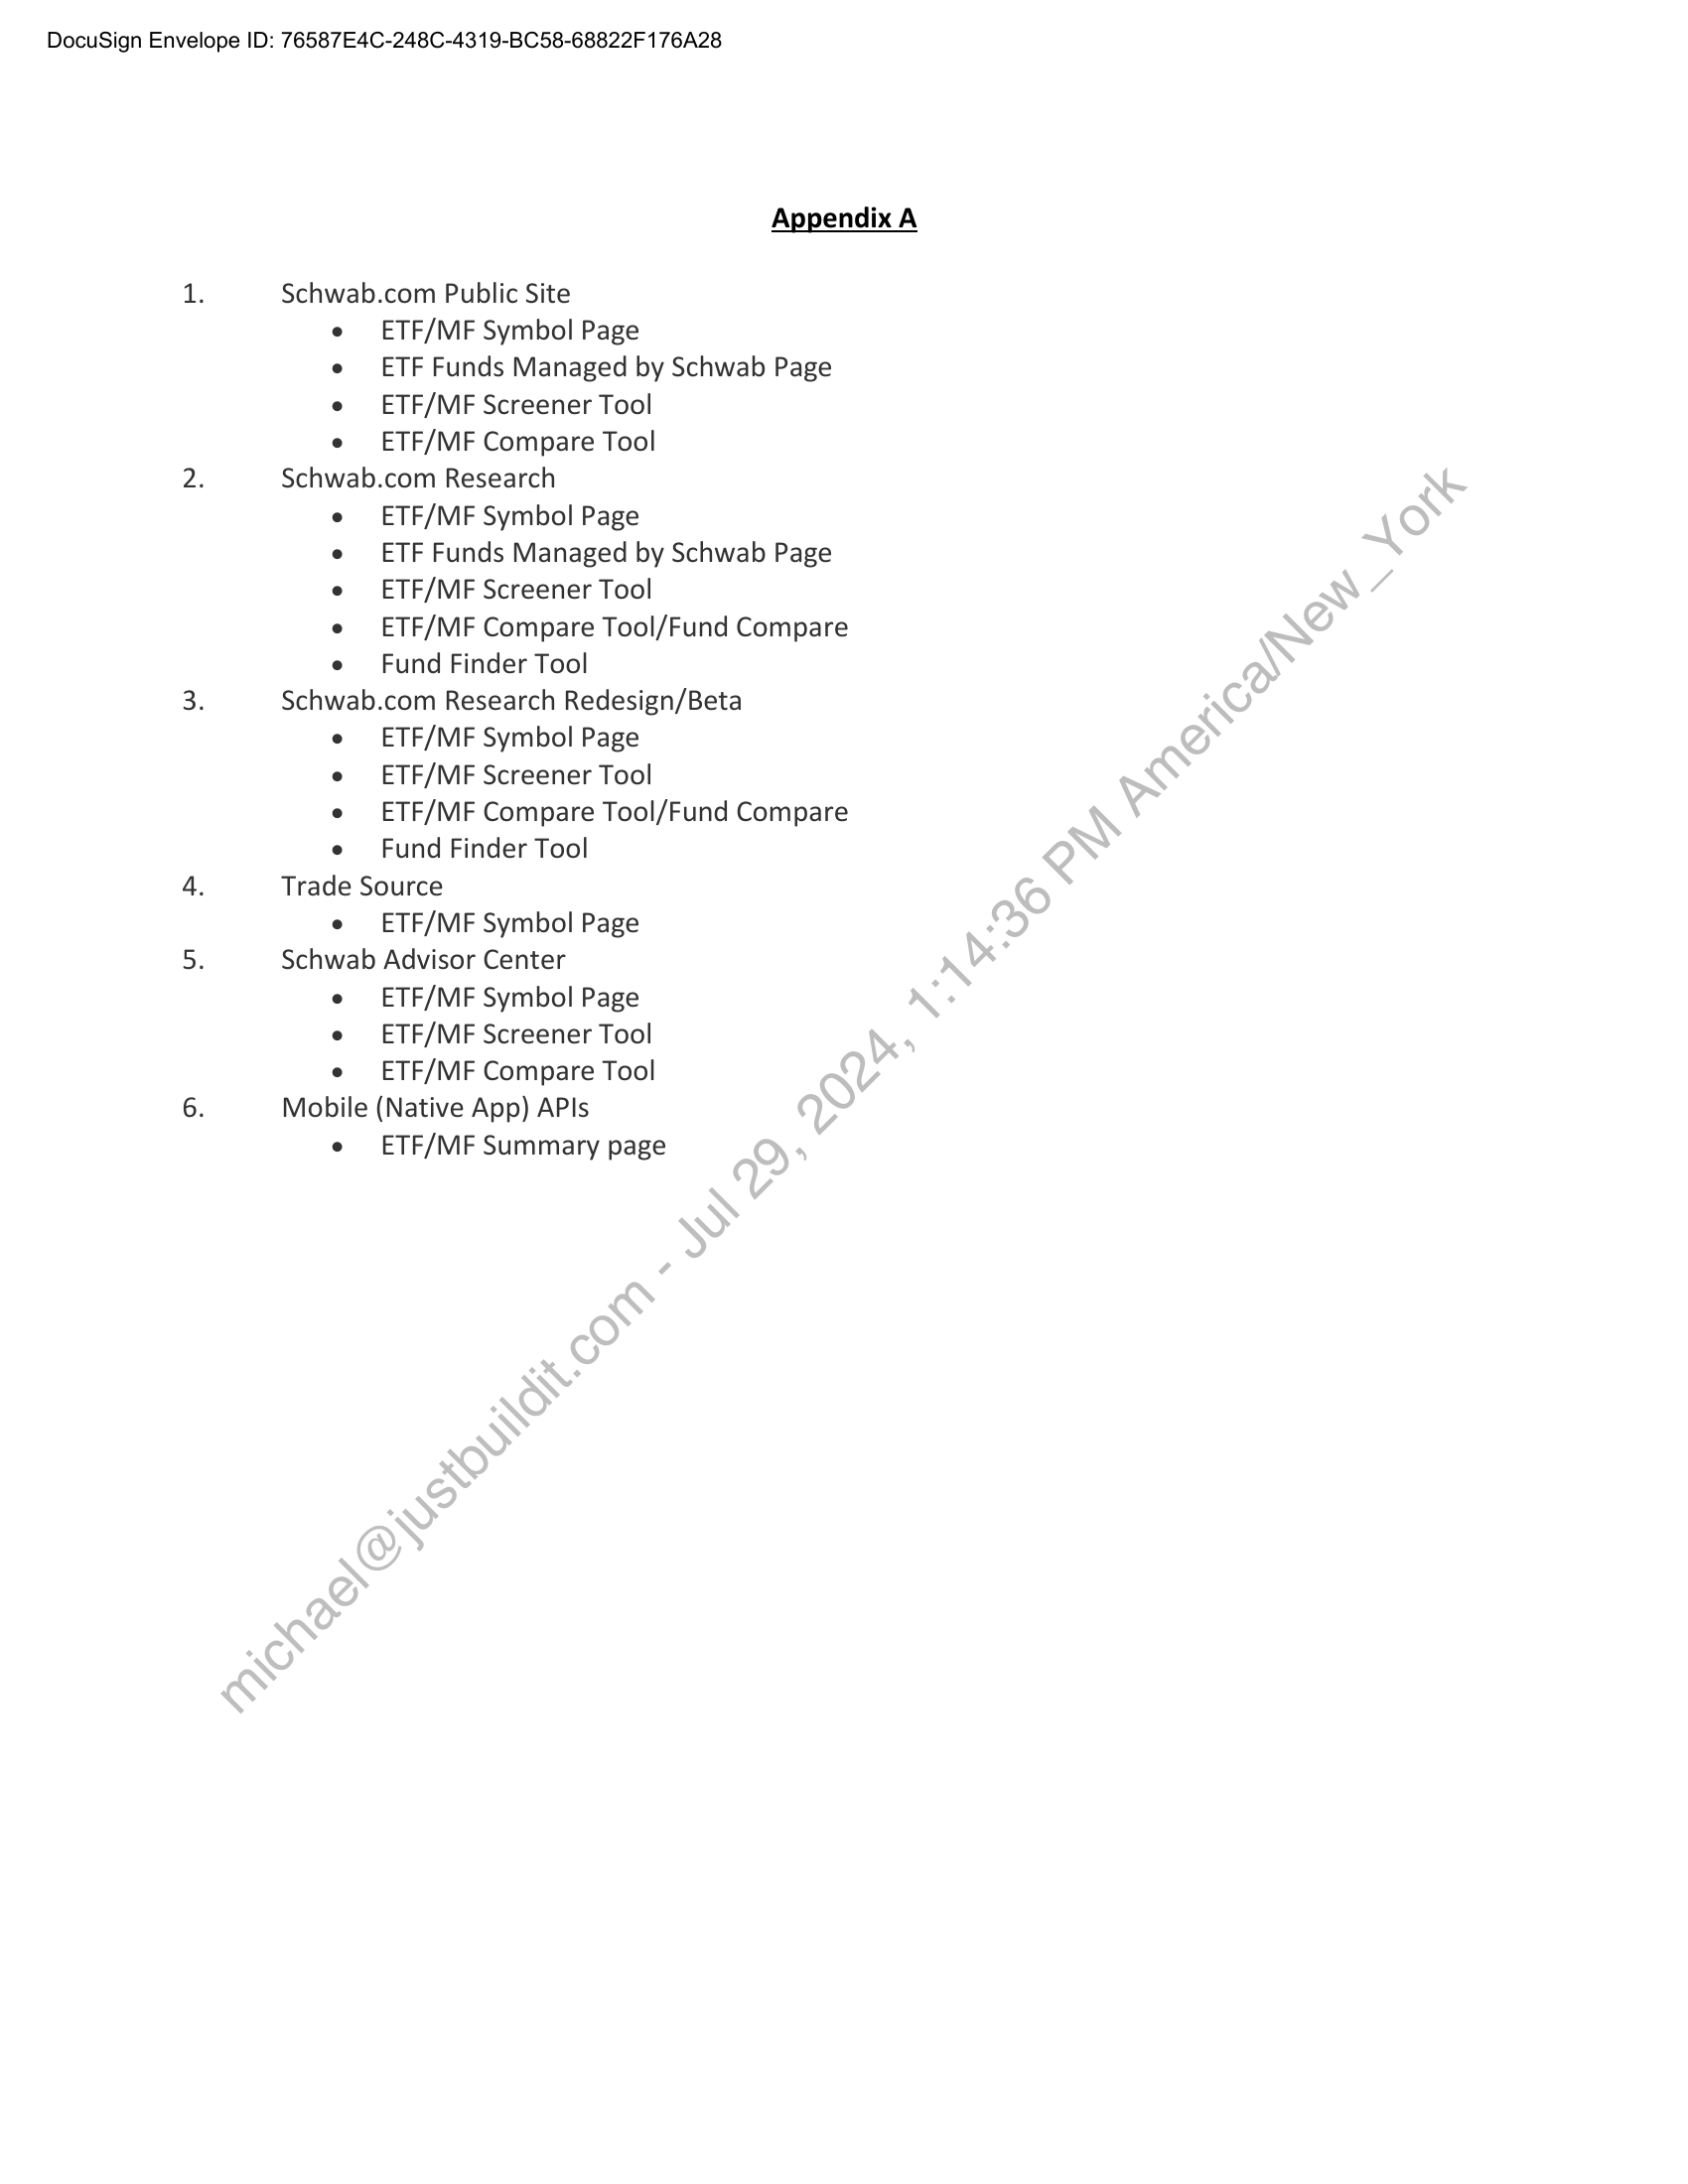 DocuSign Envelope ID: 76587E4C-248C-4319-BC58-68822F176A28
Appendix A
1. Schwab.com Public Site
• ETF/MF Symbol Page
• ETF Funds Managed by Schwab Page
• ETF/MF Screener Tool
• ETF/MF Compare Tool
2. Schwab.com Research
• ETF/MF Symbol Page
• ETF Funds Managed by Schwab Page
• ETF/MF Screener Tool
• ETF/MF Compare Tool/Fund Compare
• Fund Finder Tool
3. Schwab.com Research Redesign/Beta
• ETF/MF Symbol Page
• ETF/MF Screener Tool
• ETF/MF Compare Tool/Fund Compare
• Fund Finder Tool
4. Trade Source
• ETF/MF Symbol Page
5. Schwab Advisor Center
• ETF/MF Symbol Page
• ETF/MF Screener Tool
• ETF/MF Compare Tool
6. Mobile (Native App) APIs
• ETF/MF Summary page
michael@justbuildit.com - Jul 29, 2024, 1:14:36 PM America/New_York